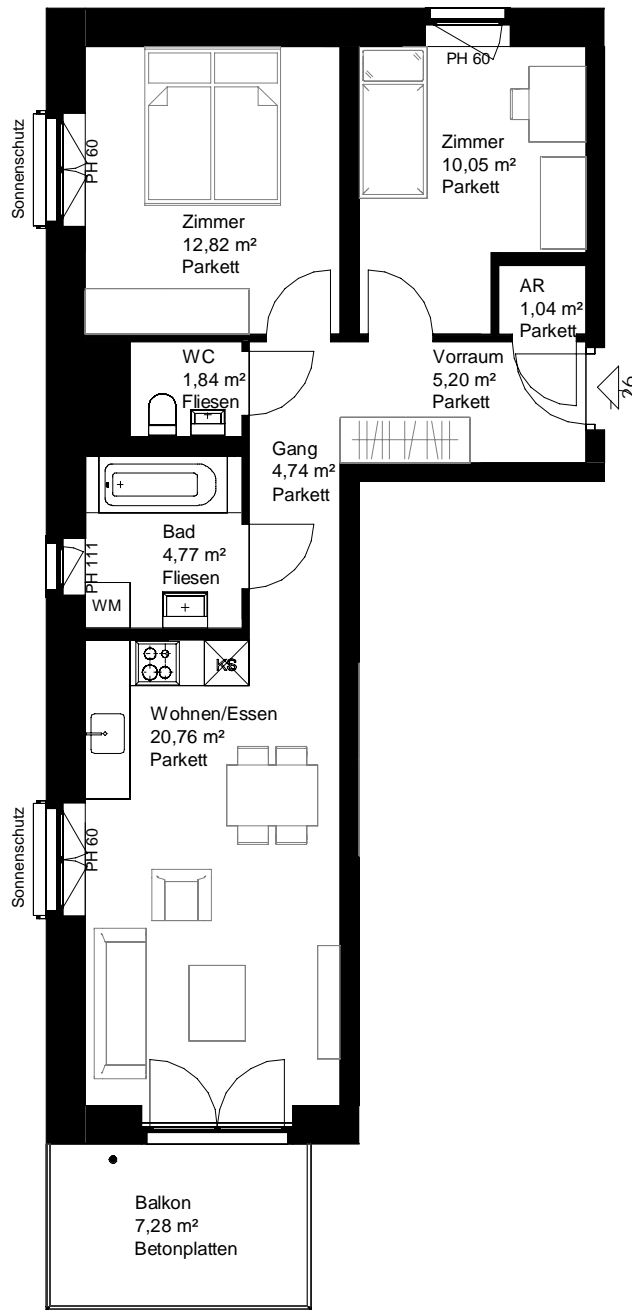 PH 60
Sonnenschutz
PH 60
Zimmer
10,05 m²
Parkett
Zimmer
12,82 m²
Parkett
AR
1,04 m²
Parkett
WC
1,84 m²
Fliesen
Vorraum
5,20 m²
Parkett
26
Gang
4,74 m²
Parkett
Bad
4,77 m²
Fliesen
PH 111
WM
KS
Wohnen/Essen
20,76 m²
Parkett
Sonnenschutz
PH 60
Balkon
7,28 m²
Betonplatten